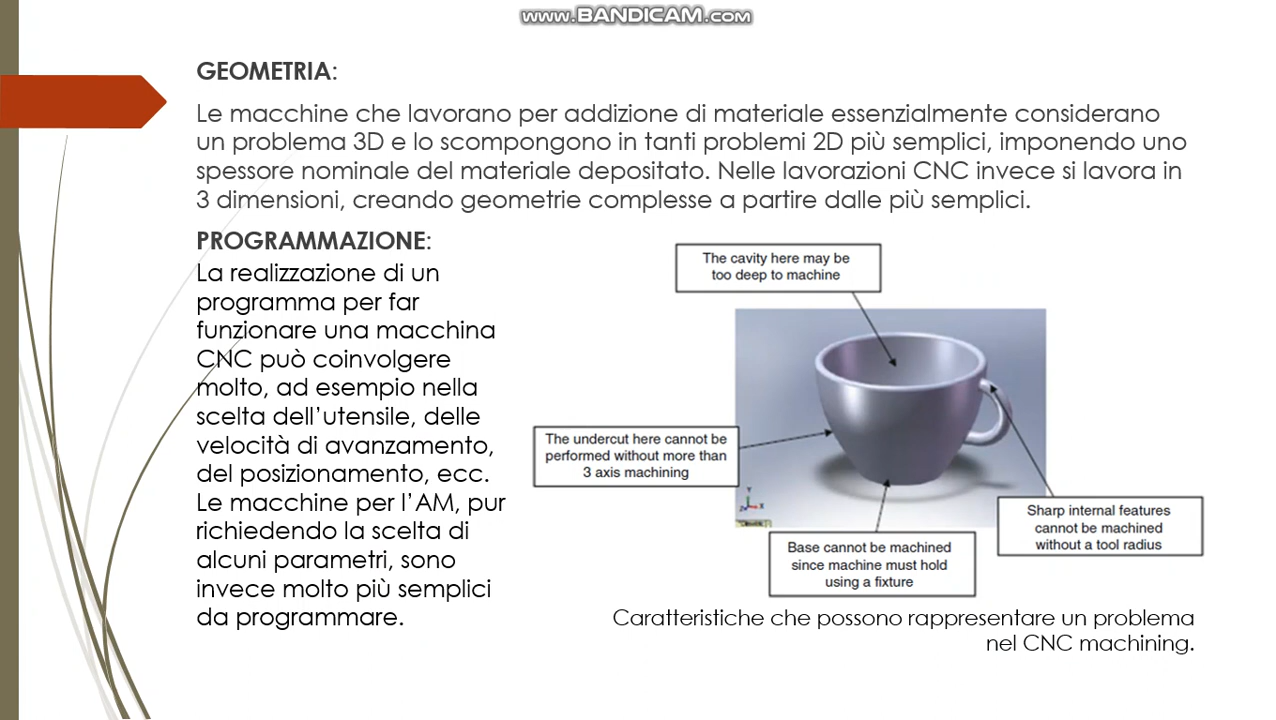 www.BANDICAM.com
GEOMETRIA:
Le macchine che lavorano per addizione di materiale essenzialmente considerano
un problema 3D e lo scompongono in tanti problemi 2D più semplici, imponendo uno
spessore nominale del materiale depositato. Nelle lavorazioni CNC invece si lavora in
3 dimensioni, creando geometrie complesse a partire dalle più semplici.
PROGRAMMAZIONE:
La realizzazione di un
programma per far
funzionare una macchina
CNC può coinvolgere
molto, ad esempio nella
scelta dell’utensile, delle
velocità di avanzamento,
del posizionamento, ecc.
Le macchine per l’AM, pur
richiedendo la scelta di
alcuni parametri, sono
invece molto più semplici
da programmare.
The cavity here may be
too deep to machine
The undercut here cannot be
performed without more than
3 axis machining
Y
X
Sharp internal features
cannot be machined
without a tool radius
Base cannot be machined
since machine must hold
using a fixture
Caratteristiche che possono rappresentare un problema
nel CNC machining.